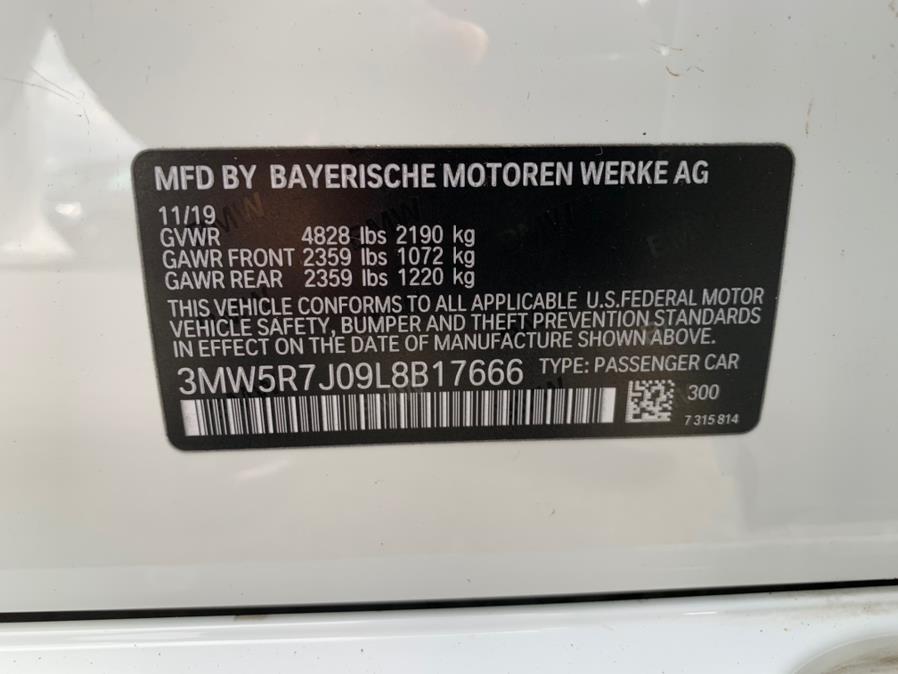 MFD BY BAYERISCHE MOTOREN WERKE AG
11/19
GVWR 4828 lbs 2190 kg
GAWR FRONT 2359 lbs 1072 kg
GAWR REAR 2359 lbs 1220 kg
THIS VEHICLE CONFORMS TO ALL APPLICABLE U.S.FEDERAL MOTOR
VEHICLE SAFETY, BUMPER AND THEFT PREVENTION STANDARDS
IN EFFECT ON THE DATE OF MANUFACTURE SHOWN ABOVE.
3MW5R7J09L8B17666 TYPE: PASSENGER CAR
300
7 315 814